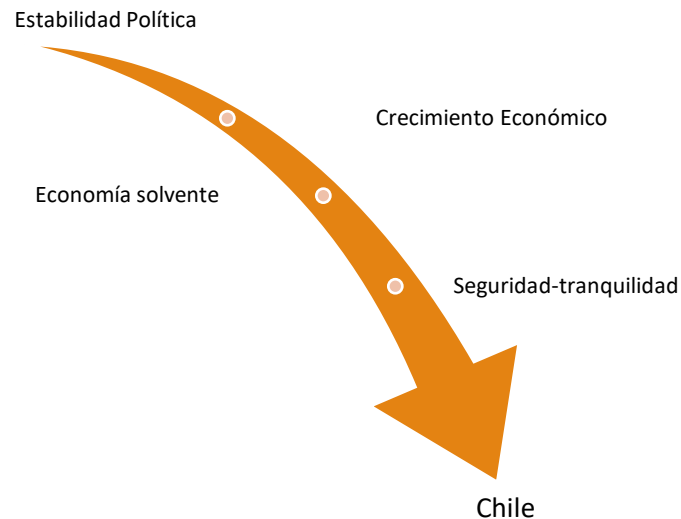 Estabilidad Política
Crecimiento Económico
Economía solvente
Seguridad-tranquilidad
Chile